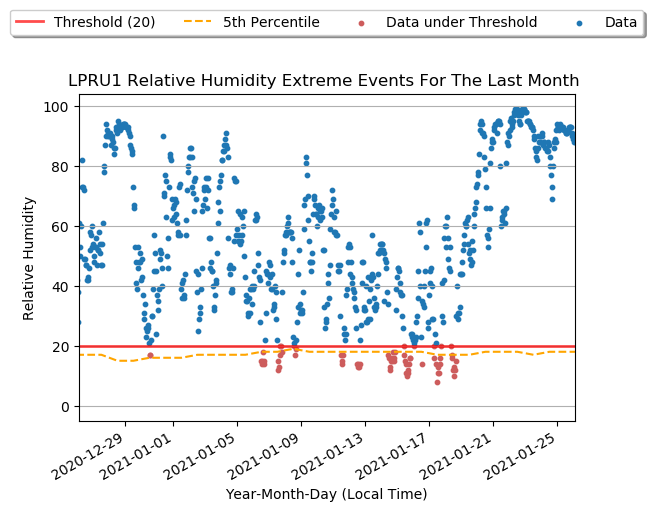 Threshold (20) 5th Percentile Data under Threshold Data
LPRU1 Relative Humidity Extreme Events For The Last Month
100
80
60
40
20
0
Relative Humidity
2020-12-29 2021-01-01 2021-01-05 2021-01-09 2021-01-13 2021-01-17 2021-01-21 2021-01-25
Year-Month-Day (Local Time)